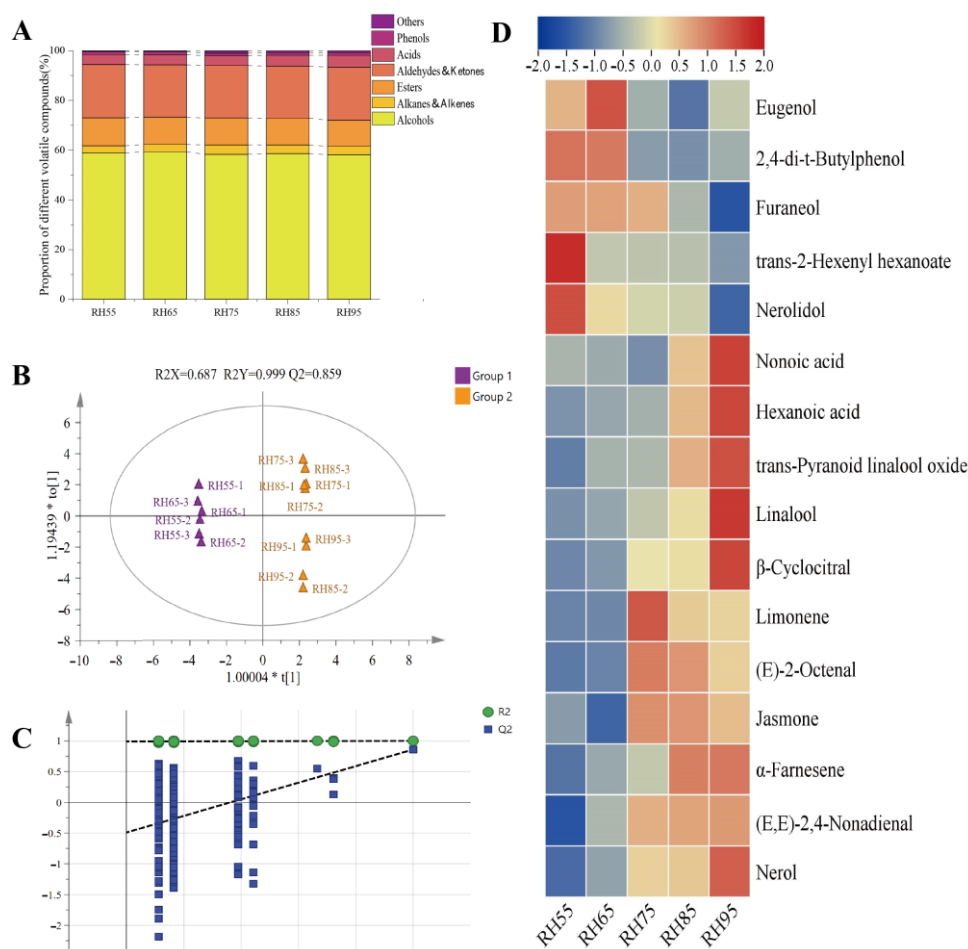 A
Others
Phenols
Acids
Aldehydes&Ketones
Esters
Alkanes&Alkenes
Alcohols
Proportion of different volatile compounds(%)
100
80
60
40
20
0
RH55 RH65 RH75 RH85 RH95
B
R2X=0.687 R2Y=0.999 Q2=0.859
Group 1
Group 2
1.19439 * to[1]
6
4
2
0
-2
-4
-6
-8
RH75-3
RH85-3
RH55-1
RH85-1 RH75-1
RH65-3
RH75-2
RH65-1
RH55-2
RH55-3
RH95-3
RH65-2
RH95-1
RH95-2
RH85-2
-10 -8 -6 -4 -2 0 2 4 6 8 10
1.00004 * t[1]
C
R2
Q2
1
0.5
0
-0.5
-1
-1.5
-2
D
-2.0 -1.5 -1.0 -0.5 0.0 0.5 1.0 1.5 2.0
Eugenol
2,4-di-t-Butylphenol
Furaneol
trans-2-Hexenyl hexanoate
Nerolidol
Nonoic acid
Hexanoic acid
trans-Pyranoid linalool oxide
Linalool
β-Cyclocitral
Limonene
(E)-2-Octenal
Jasmone
α-Farnesene
(E,E)-2,4-Nonadienal
Nerol
RH55 RH65 RH75 RH85 RH95